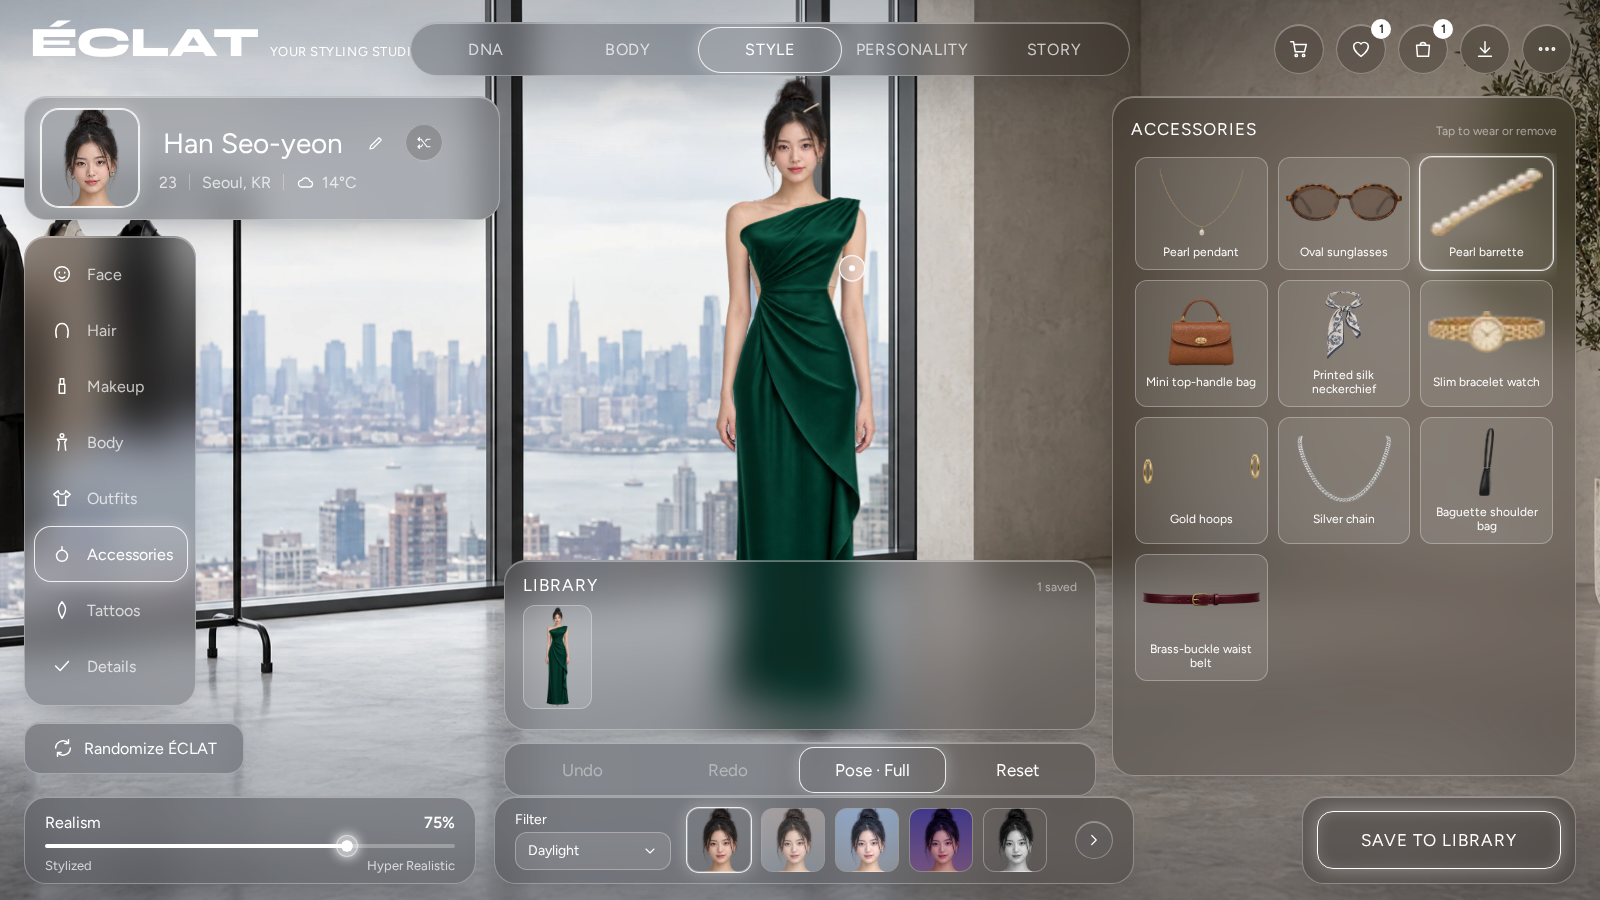 ÉCLAT
YOUR STYLING STUDI
DNA
BODY
STYLE
PERSONALITY
STORY
1
1
Han Seo-yeon
23
Seoul, KR
14°C
Face
Hair
Makeup
Body
Outfits
Accessories
Tattoos
Details
Randomize ÉCLAT
Realism
75%
Stylized
Hyper Realistic
LIBRARY
1 saved
Undo
Redo
Pose · Full
Reset
Filter
Daylight
ACCESSORIES
Tap to wear or remove
Pearl pendant
Oval sunglasses
Pearl barrette
Mini top-handle bag
Printed silk
neckerchief
Slim bracelet watch
Gold hoops
Silver chain
Baguette shoulder
bag
Brass-buckle waist
belt
SAVE TO LIBRARY